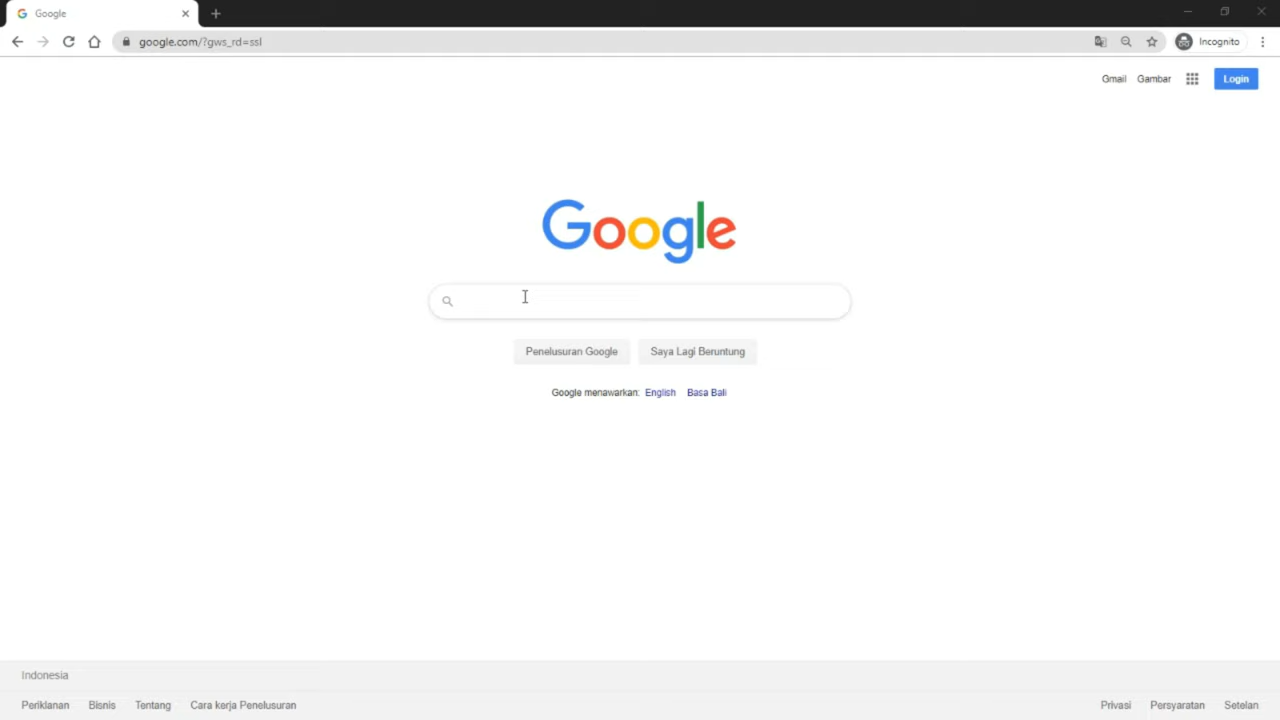 Google
google.com/?gws_rd=ssl
Incognito
Gmail Gambar Login
Google
Penelusuran Google Saya Lagi Beruntung
Google menawarkan: English Basa Bali
Indonesia
Periklanan Bisnis Tentang Cara kerja Penelusuran
Privasi Persyaratan Setelan